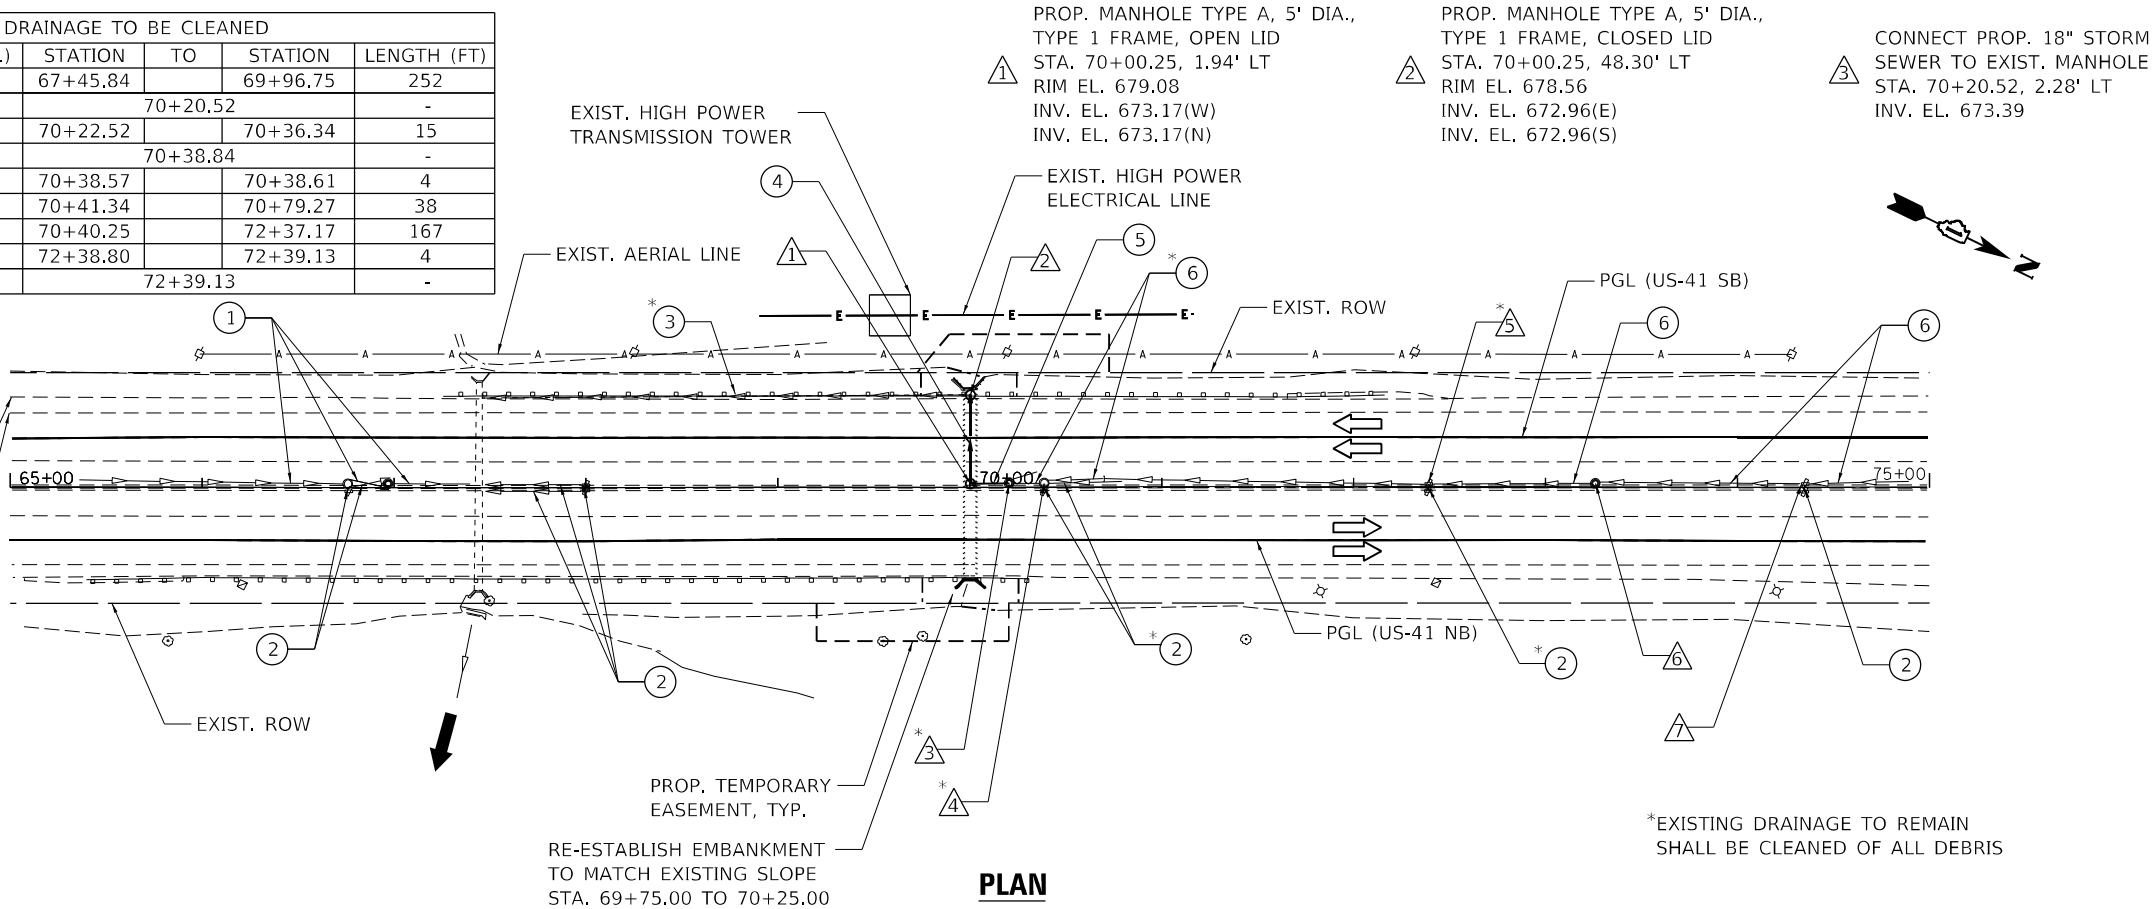 DRAINAGE TO BE CLEANED
.) STATION TO STATION LENGTH (FT)
67+45.84 69+96.75 252
70+20.52 -
70+22.52 70+36.34 15
70+38.84 -
70+38.57 70+38.61 4
70+41.34 70+79.27 38
70+40.25 72+37.17 167
72+38.80 72+39.13 4
72+39.13 -
1
PROP. MANHOLE TYPE A, 5' DIA.,
TYPE 1 FRAME, OPEN LID
STA. 70+00.25, 1.94' LT
RIM EL. 679.08
INV. EL. 673.17(W)
INV. EL. 673.17(N)
2
PROP. MANHOLE TYPE A, 5' DIA.,
TYPE 1 FRAME, CLOSED LID
STA. 70+00.25, 48.30' LT
RIM EL. 678.56
INV. EL. 672.96(E)
INV. EL. 672.96(S)
3
CONNECT PROP. 18" STORM
SEWER TO EXIST. MANHOLE
STA. 70+20.52, 2.28' LT
INV. EL. 673.39
EXIST. HIGH POWER
TRANSMISSION TOWER
4
EXIST. HIGH POWER
ELECTRICAL LINE
N
EXIST. AERIAL LINE
1
2
5
* 6
PGL (US-41 SB)
EXIST. ROW
1
* 3
E E E E E
* 5
6
6
A A A A A A A A A A A A A A A A A A
65+00
70+00
75+00
2
2
* 2
PGL (US-41 NB)
* 2
6
2
EXIST. ROW
7
* 3
* 4
PROP. TEMPORARY
EASEMENT, TYP.
RE-ESTABLISH EMBANKMENT
TO MATCH EXISTING SLOPE
STA. 69+75.00 TO 70+25.00
*EXISTING DRAINAGE TO REMAIN
SHALL BE CLEANED OF ALL DEBRIS
PLAN